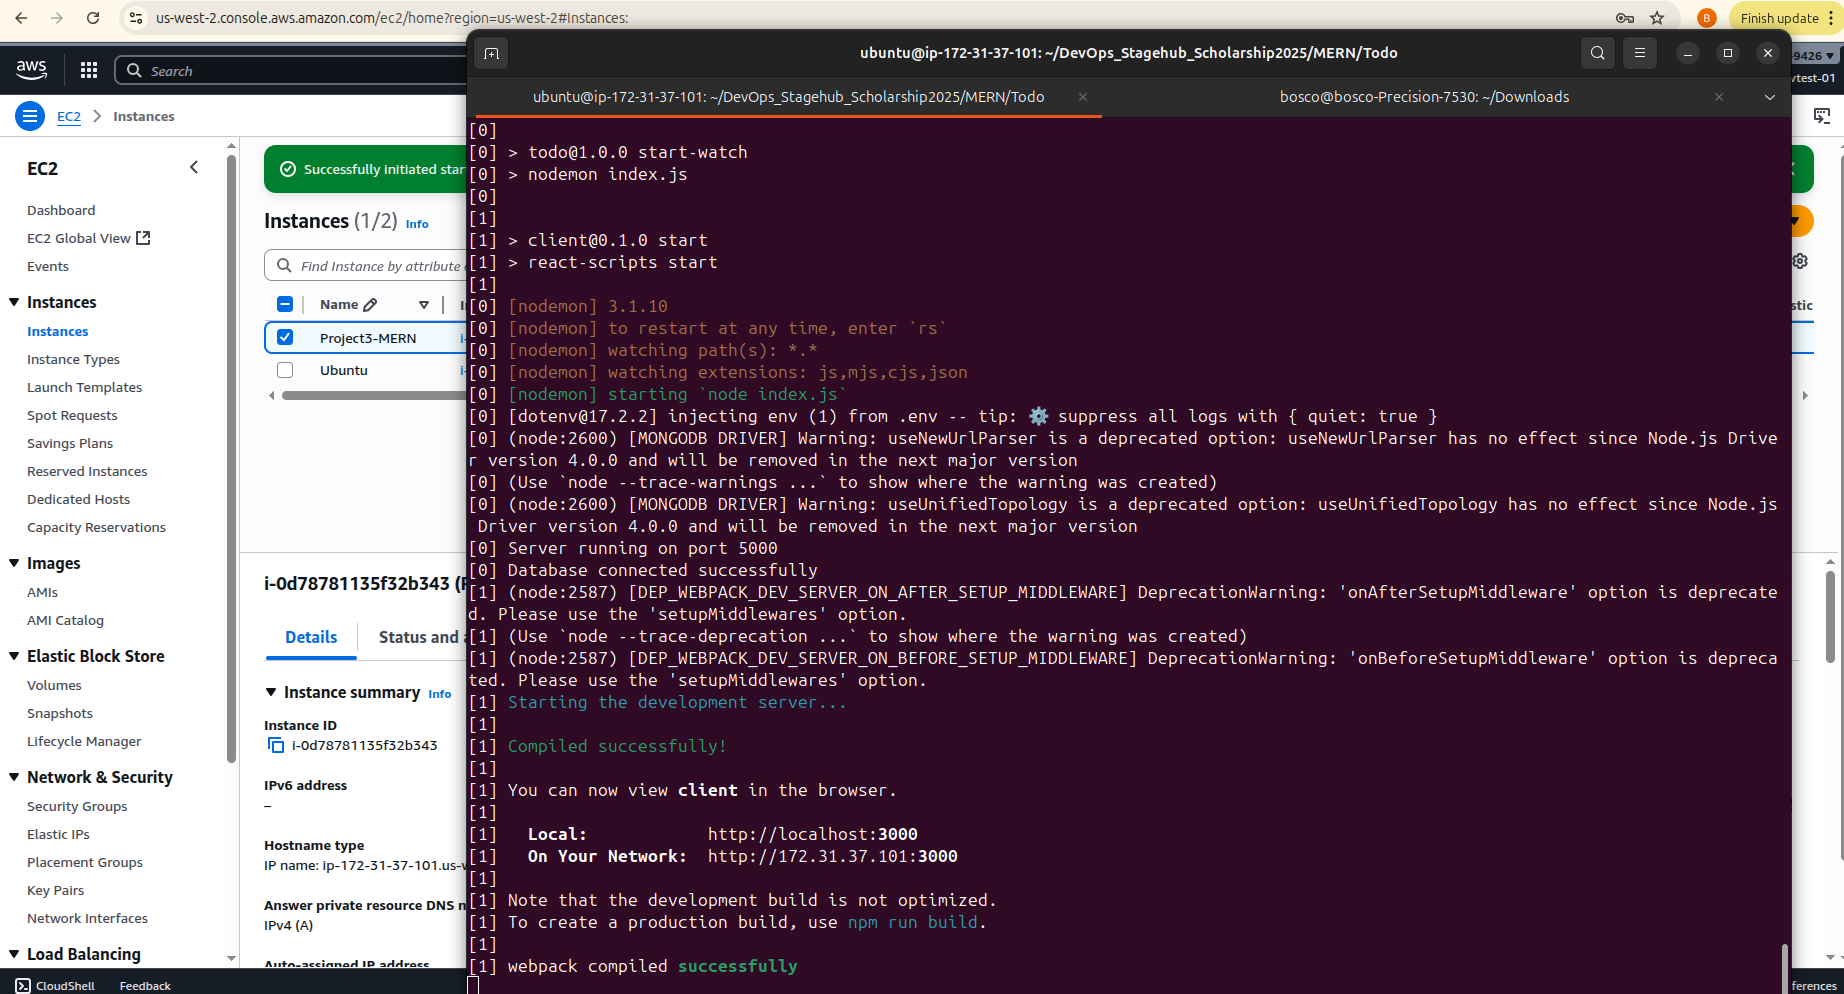 us-west-2.console.aws.amazon.com/ec2/home?region=us-west-2#Instances:
B
Finish update
aws
Search
9426
vtest-01
EC2 > Instances
EC2
Dashboard
EC2 Global View
Events
Instances
Instances
Instance Types
Launch Templates
Spot Requests
Savings Plans
Reserved Instances
Dedicated Hosts
Capacity Reservations
Images
AMIs
AMI Catalog
Elastic Block Store
Volumes
Snapshots
Lifecycle Manager
Network & Security
Security Groups
Elastic IPs
Placement Groups
Key Pairs
Network Interfaces
Load Balancing
CloudShell Feedback
Successfully initiated star
Instances (1/2) Info
Find Instance by attribute
Name
Project3-MERN i-
Ubuntu i-
stic
i-0d78781135f32b343 (
Details Status and
Instance summary Info
Instance ID
i-0d78781135f32b343
IPv6 address
–
Hostname type
IP name: ip-172-31-37-101.us-
Answer private resource DNS
IPv4 (A)
Auto-assigned IP address
ferences
ubuntu@ip-172-31-37-101: ~/DevOps_Stagehub_Scholarship2025/MERN/Todo
ubuntu@ip-172-31-37-101: ~/DevOps_Stagehub_Scholarship2025/MERN/Todo
bosco@bosco-Precision-7530: ~/Downloads
[0]
[0] > todo@1.0.0 start-watch
[0] > nodemon index.js
[0]
[1]
[1] > client@0.1.0 start
[1] > react-scripts start
[1]
[0] [nodemon] 3.1.10
[0] [nodemon] to restart at any time, enter `rs`
[0] [nodemon] watching path(s): *.*
[0] [nodemon] watching extensions: js,mjs,cjs,json
[0] [nodemon] starting `node index.js`
[0] [dotenv@17.2.2] injecting env (1) from .env -- tip: ⚙️ suppress all logs with { quiet: true }
[0] (node:2600) [MONGODB DRIVER] Warning: useNewUrlParser is a deprecated option: useNewUrlParser has no effect since Node.js Drive
r version 4.0.0 and will be removed in the next major version
[0] (Use `node --trace-warnings ...` to show where the warning was created)
[0] (node:2600) [MONGODB DRIVER] Warning: useUnifiedTopology is a deprecated option: useUnifiedTopology has no effect since Node.js
Driver version 4.0.0 and will be removed in the next major version
[0] Server running on port 5000
[0] Database connected successfully
[1] (node:2587) [DEP_WEBPACK_DEV_SERVER_ON_AFTER_SETUP_MIDDLEWARE] DeprecationWarning: 'onAfterSetupMiddleware' option is deprecate
d. Please use the 'setupMiddlewares' option.
[1] (Use `node --trace-deprecation ...` to show where the warning was created)
[1] (node:2587) [DEP_WEBPACK_DEV_SERVER_ON_BEFORE_SETUP_MIDDLEWARE] DeprecationWarning: 'onBeforeSetupMiddleware' option is depreca
ted. Please use the 'setupMiddlewares' option.
[1] Starting the development server...
[1]
[1] Compiled successfully!
[1]
[1] You can now view client in the browser.
[1]
[1] Local: http://localhost:3000
[1] On Your Network: http://172.31.37.101:3000
[1]
[1] Note that the development build is not optimized.
[1] To create a production build, use npm run build.
[1]
[1] webpack compiled successfully